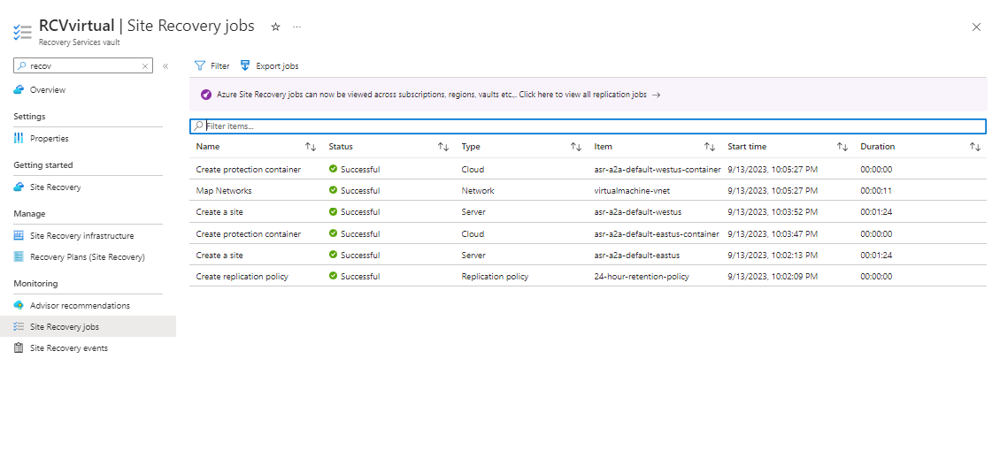 RCVvirtual | Site Recovery jobs ☆ ...
Recovery Services vault
recov
Overview
Settings
Properties
Getting started
Site Recovery
Manage
Site Recovery infrastructure
Recovery Plans (Site Recovery)
Monitoring
Advisor recommendations
Site Recovery jobs
Site Recovery events
Filter Export jobs
Azure Site Recovery jobs can now be viewed across subscriptions, regions, vaults etc... Click here to view all replication jobs →
Filter items...
Name Status Type Item Start time Duration
Create protection container Successful Cloud asr-a2a-default-westus-container 9/13/2023, 10:05:27 PM 00:00:00
Map Networks Successful Network virtualmachine-vnet 9/13/2023, 10:05:27 PM 00:00:11
Create a site Successful Server asr-a2a-default-westus 9/13/2023, 10:03:52 PM 00:01:24
Create protection container Successful Cloud asr-a2a-default-eastus-container 9/13/2023, 10:03:47 PM 00:00:00
Create a site Successful Server asr-a2a-default-eastus 9/13/2023, 10:02:13 PM 00:01:24
Create replication policy Successful Replication policy 24-hour-retention-policy 9/13/2023, 10:02:09 PM 00:00:00